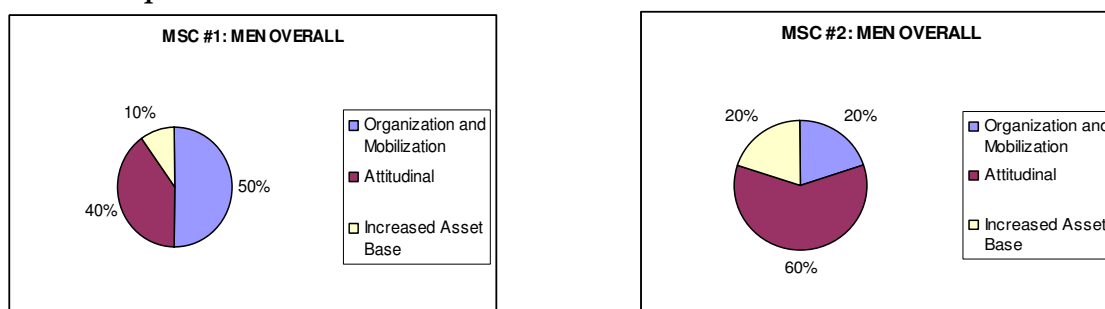 MSC #1: MEN OVERALL
10%
50%
40%
Organization and
Mobilization
Attitudinal
Increased Asset
Base
MSC #2: MEN OVERALL
20%
20%
60%
Organization and
Mobilization
Attitudinal
Increased Asset
Base